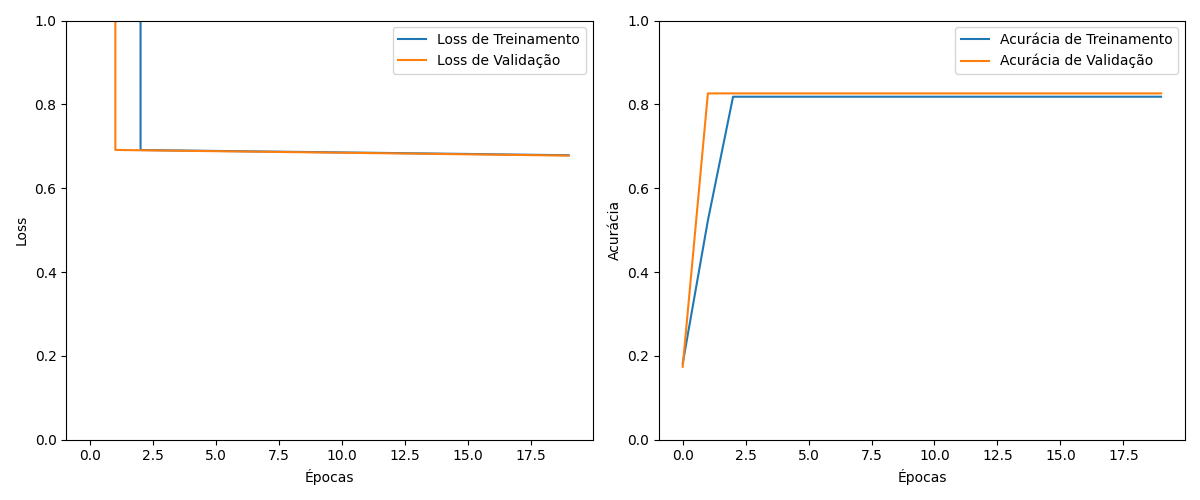 1.0
0.8
0.6
0.4
0.2
0.0
Loss
0.0 2.5 5.0 7.5 10.0 12.5 15.0 17.5
Épocas
Loss de Treinamento
Loss de Validação
1.0
0.8
0.6
0.4
0.2
0.0
Acurácia
0.0 2.5 5.0 7.5 10.0 12.5 15.0 17.5
Épocas
Acurácia de Treinamento
Acurácia de Validação